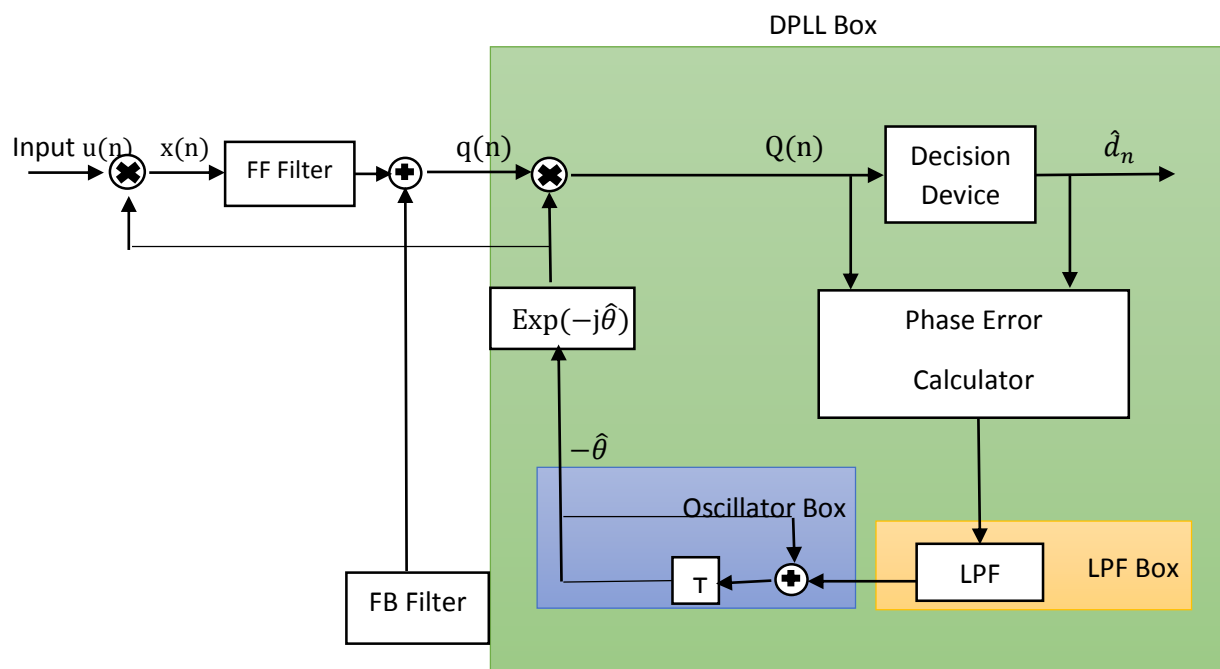 DPLL Box
Input u(n)
x(n)
FF Filter
q(n)
Q(n)
Decision
Device
d̂ₙ
Exp(−jθ̂)
Phase Error
Calculator
−θ̂
Oscillator Box
T
LPF
LPF Box
FB Filter